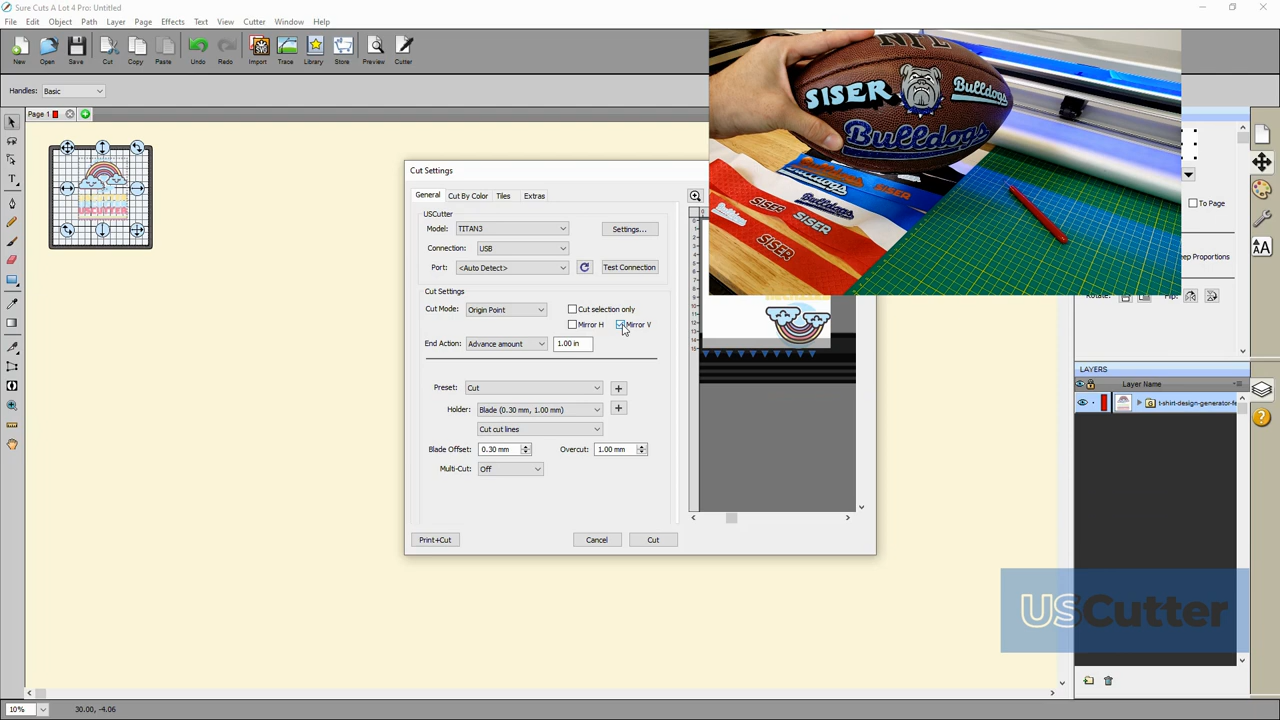 Sure Cuts A Lot 4 Pro: Untitled
File Edit Object Path Layer Page Effects Text View Cutter Window Help
New Open Save Cut Copy Paste Undo Redo Import Trace Library Store Preview Cutter
Handles: Basic
Page 1
USCUTTER
Cut Settings
General Cut By Color Tiles Extras
USCutter
Model: TITAN3 Settings...
Connection: USB
Port: <Auto Detect> Test Connection
Cut Settings
Cut Mode: Origin Point Cut selection only
Mirror H Mirror V
End Action: Advance amount 1.00 in
Preset: Cut
Holder: Blade (0.30 mm, 1.00 mm)
Cut cut lines
Blade Offset: 0.30 mm Overcut: 1.00 mm
Multi-Cut: Off
Print+Cut Cancel Cut
NFL
SISER Bulldogs
Bulldogs
SISER
Bulldogs
SISER
SISER
SISER
To Page
Keep Proportions
Rotate: Flip:
LAYERS
Layer Name
t-shirt-design-generator-fe
USCutter
10% 30.00, -4.06